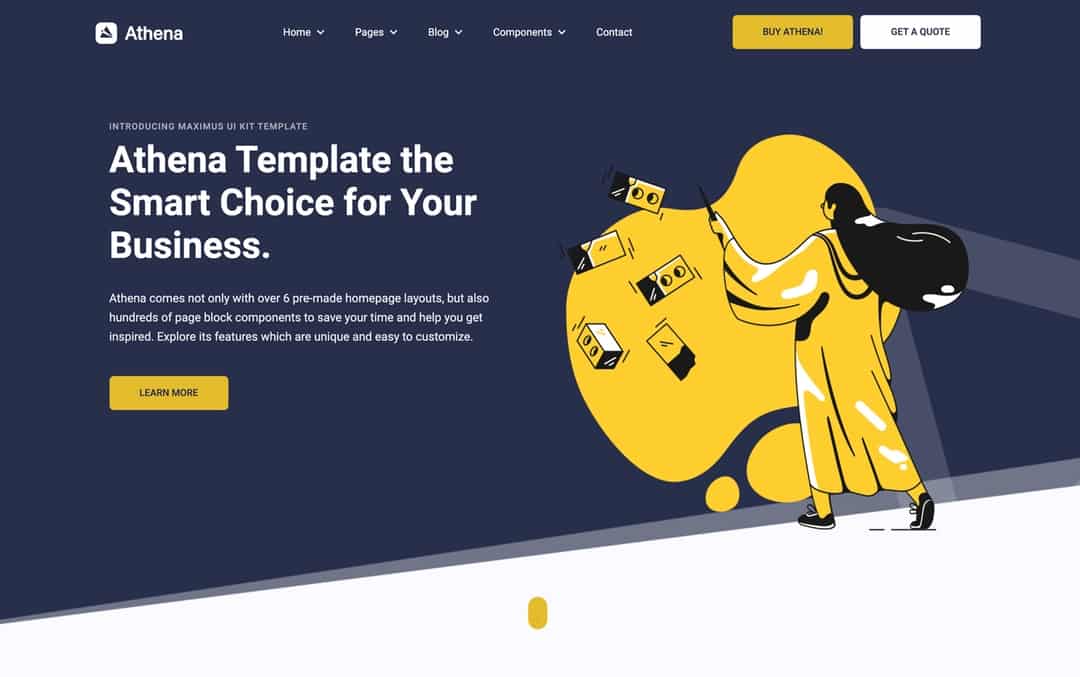 Athena
Home
Pages
Blog
Components
Contact
BUY ATHENA!
GET A QUOTE
INTRODUCING MAXIMUS UI KIT TEMPLATE
Athena Template the
Smart Choice for Your
Business.
Athena comes not only with over 6 pre-made homepage layouts, but also
hundreds of page block components to save your time and help you get
inspired. Explore its features which are unique and easy to customize.
LEARN MORE